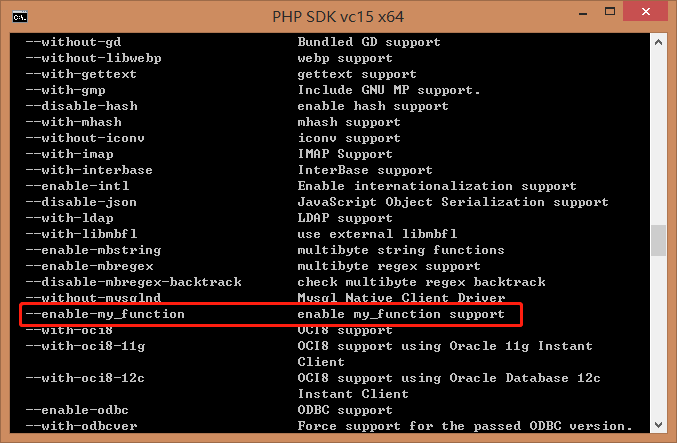 C:\.
PHP SDK vc15 x64
--without-gd Bundled GD support
--without-libwebp webp support
--with-gettext gettext support
--with-gmp Include GNU MP support.
--disable-hash enable hash support
--with-mhash mhash support
--without-iconv iconv support
--with-imap IMAP Support
--with-interbase InterBase support
--enable-intl Enable internationalization support
--disable-json JavaScript Object Serialization support
--with-ldap LDAP support
--with-libmbfl use external libmbfl
--enable-mbstring multibyte string functions
--enable-mbregex multibyte regex support
--disable-mbregex-backtrack check multibyte regex backtrack
--without-mysqlnd Mysql Native Client Driver
--enable-my_function enable my_function support
--with-oci8 OCI8 support
--with-oci8-11g OCI8 support using Oracle 11g Instant
Client
--with-oci8-12c OCI8 support using Oracle Database 12c
Instant Client
--enable-odbc ODBC support
--with-odbcver Force support for the passed ODBC version.